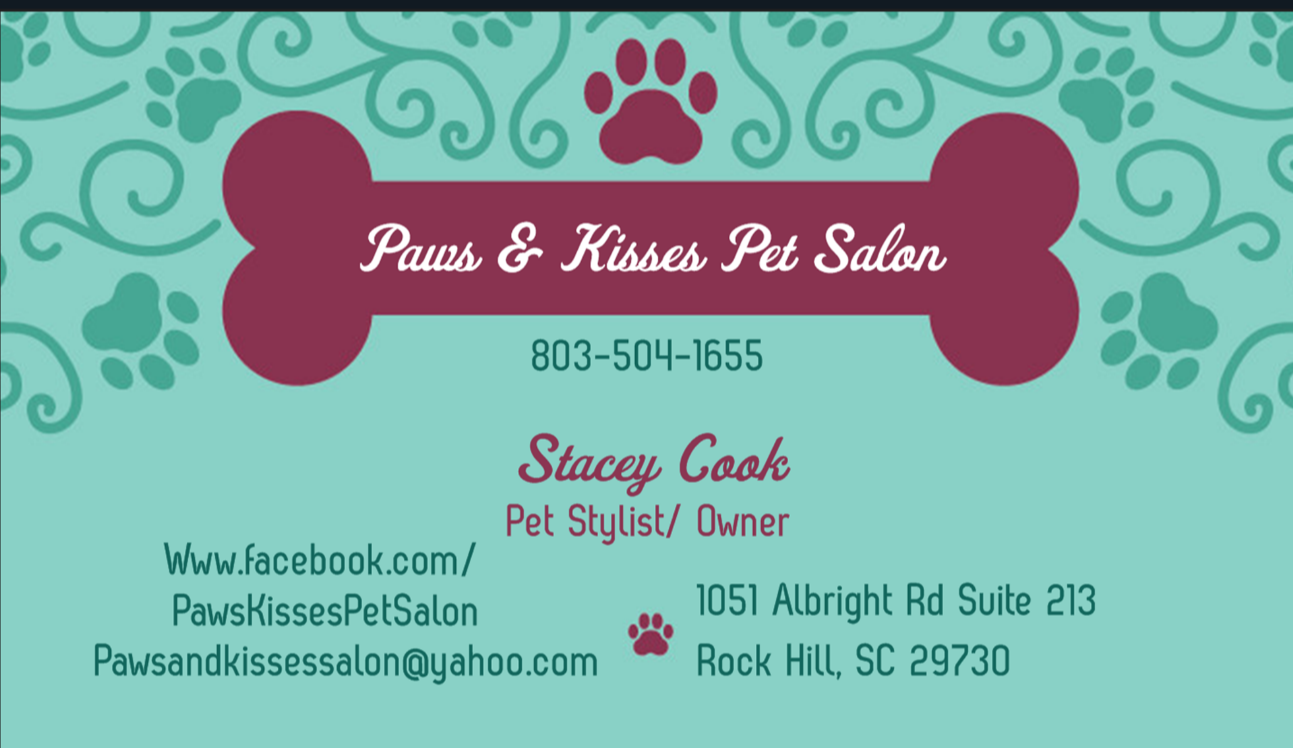 Paws & Kisses Pet Salon
803-504-1655
Stacey Cook
Pet Stylist/ Owner
Www.facebook.com/
PawsKissesPetSalon
Pawsandkissessalon@yahoo.com
1051 Albright Rd Suite 213
Rock Hill, SC 29730